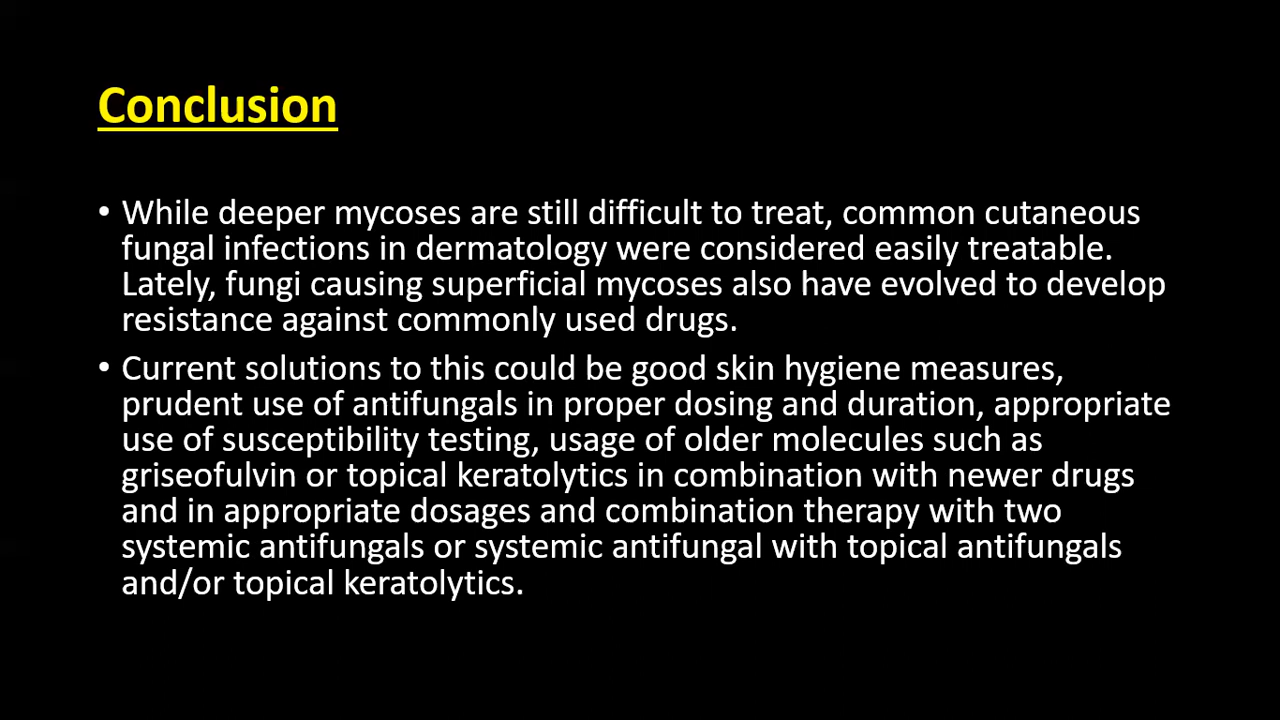 Conclusion
• While deeper mycoses are still difficult to treat, common cutaneous
fungal infections in dermatology were considered easily treatable.
Lately, fungi causing superficial mycoses also have evolved to develop
resistance against commonly used drugs.
• Current solutions to this could be good skin hygiene measures,
prudent use of antifungals in proper dosing and duration, appropriate
use of susceptibility testing, usage of older molecules such as
griseofulvin or topical keratolytics in combination with newer drugs
and in appropriate dosages and combination therapy with two
systemic antifungals or systemic antifungal with topical antifungals
and/or topical keratolytics.